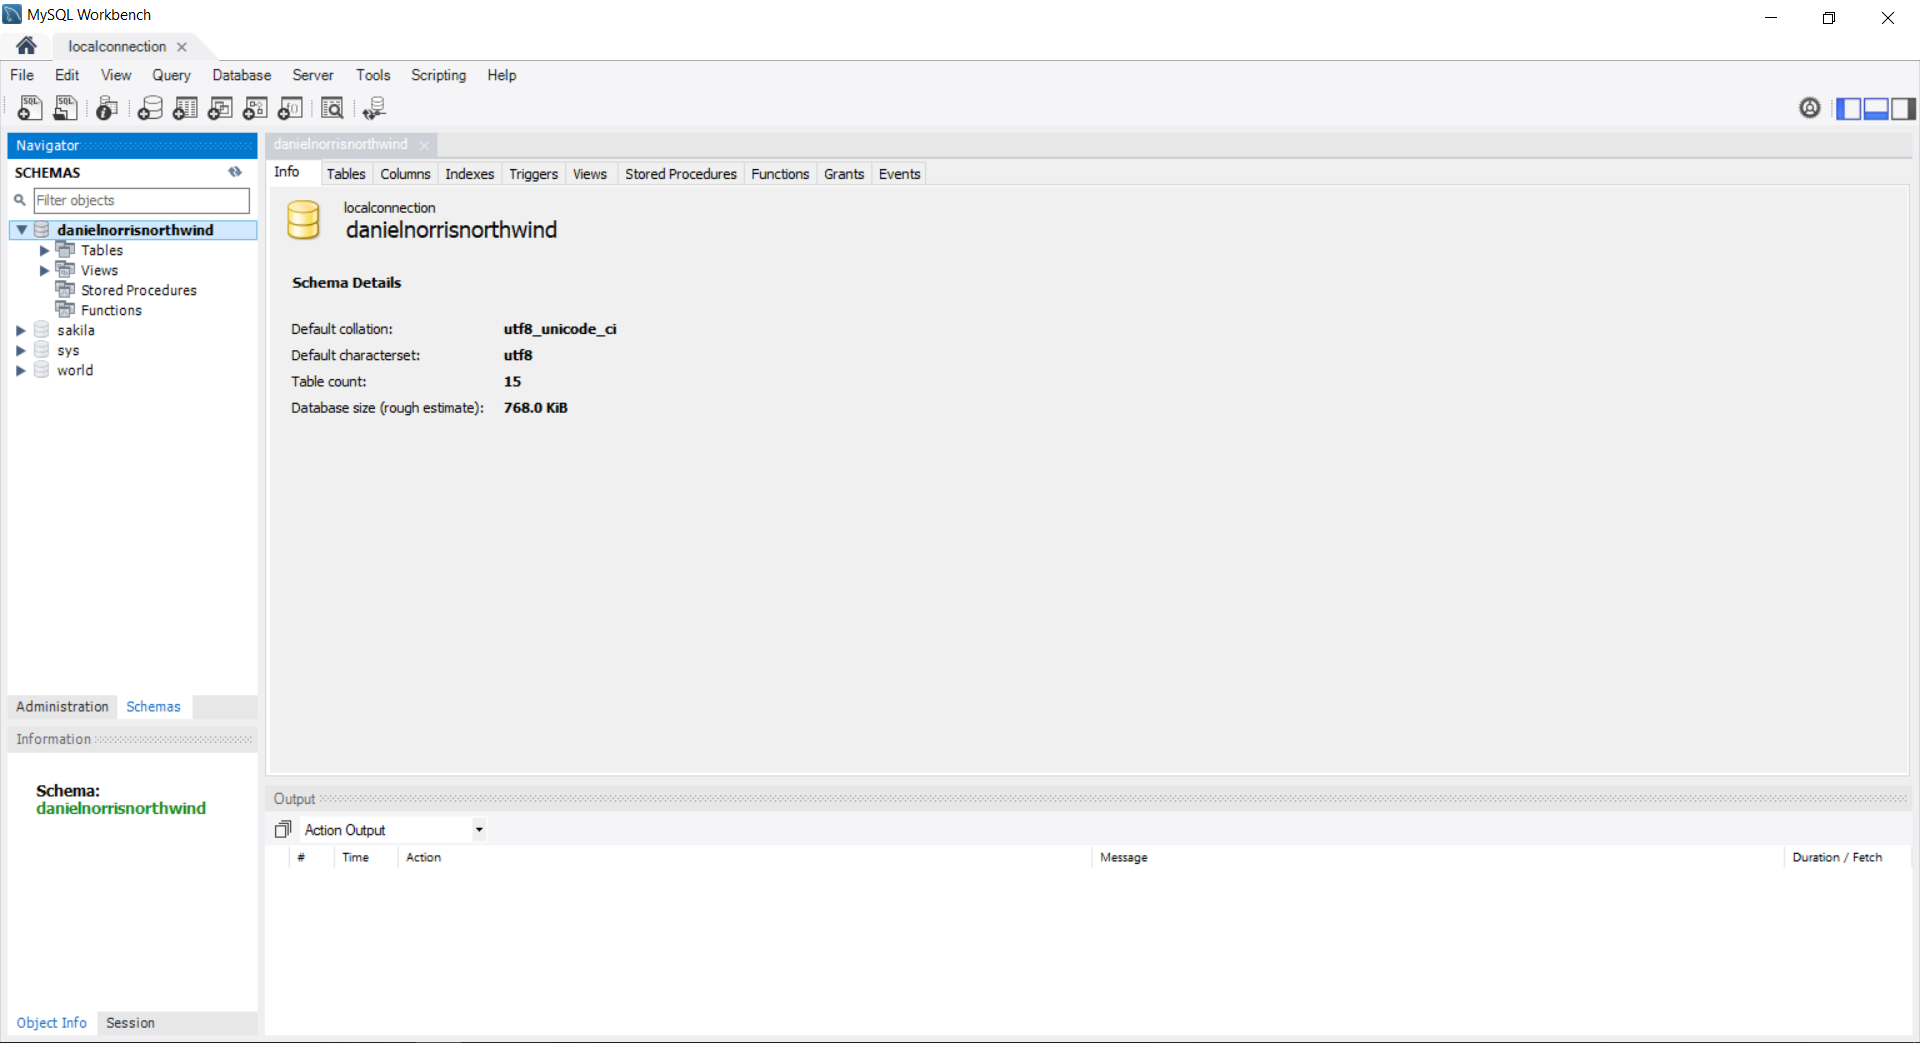 MySQL Workbench
localconnection
File Edit View Query Database Server Tools Scripting Help
SQL SQL
Navigator
SCHEMAS
Filter objects
danielnorrisnorthwind
Tables
Views
Stored Procedures
Functions
sakila
sys
world
Administration Schemas
Information
Schema:
danielnorrisnorthwind
Object Info Session
danielnorrisnorthwind
Info Tables Columns Indexes Triggers Views Stored Procedures Functions Grants Events
localconnection
danielnorrisnorthwind
Schema Details
Default collation: utf8_unicode_ci
Default characterset: utf8
Table count: 15
Database size (rough estimate): 768.0 KiB
Output
Action Output
# Time Action Message Duration / Fetch